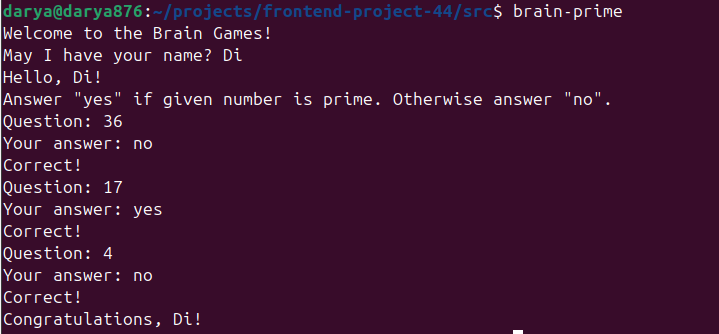 darya@darya876:~/projects/frontend-project-44/src$ brain-prime
Welcome to the Brain Games!
May I have your name? Di
Hello, Di!
Answer "yes" if given number is prime. Otherwise answer "no".
Question: 36
Your answer: no
Correct!
Question: 17
Your answer: yes
Correct!
Question: 4
Your answer: no
Correct!
Congratulations, Di!